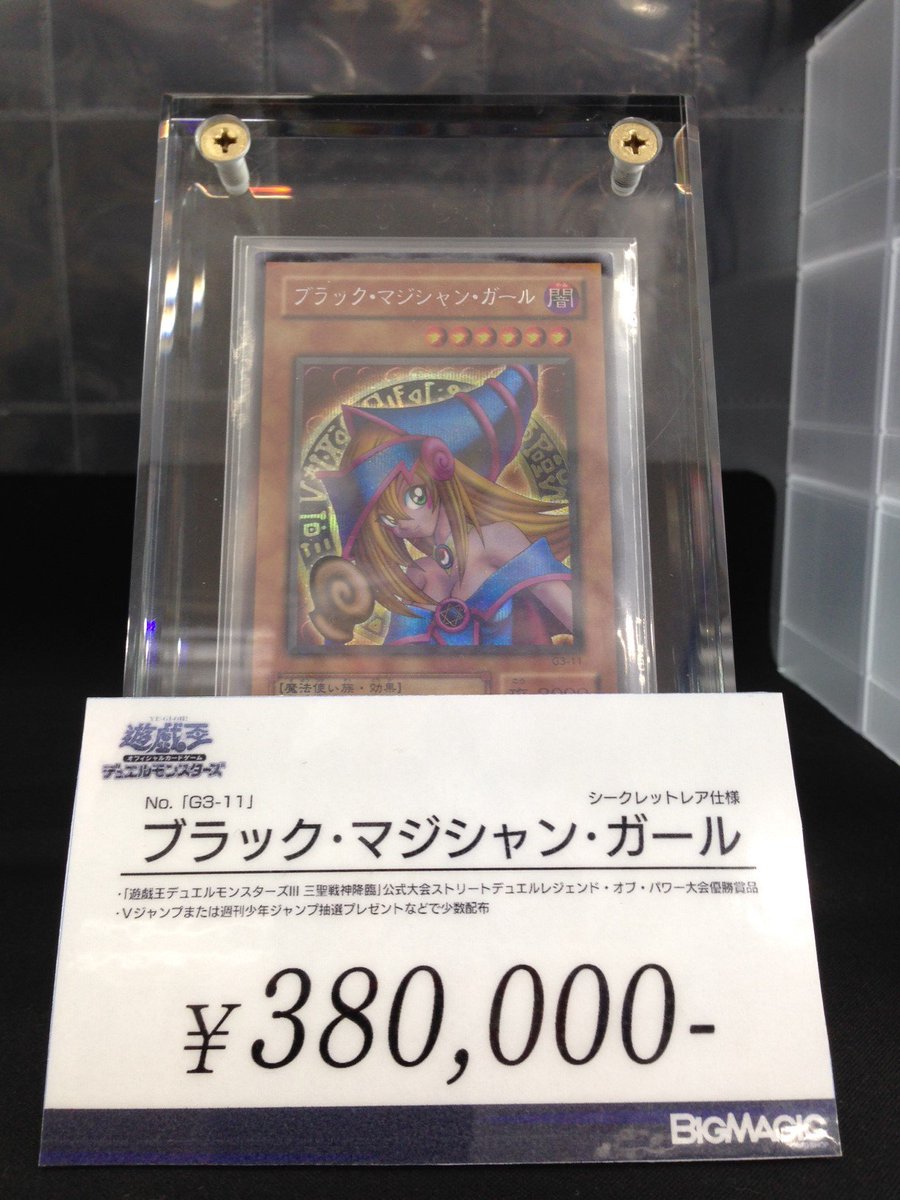 ブラック・マジシャン・ガール 闇
G3-11
[魔法使い族・効果]
遊戯王
オフィシャルカードゲーム
デュエルモンスターズ
No.「G3-11」
シークレットレア仕様
ブラック・マジシャン・ガール
・「遊戯王デュエルモンスターズIII 三聖戦神降臨」公式大会ストリートデュエルレジェンド・オブ・パワー大会優勝賞品
・Vジャンプまたは週刊少年ジャンプ抽選プレゼントなどで少数配布
¥380,000-
BIGMAGIC